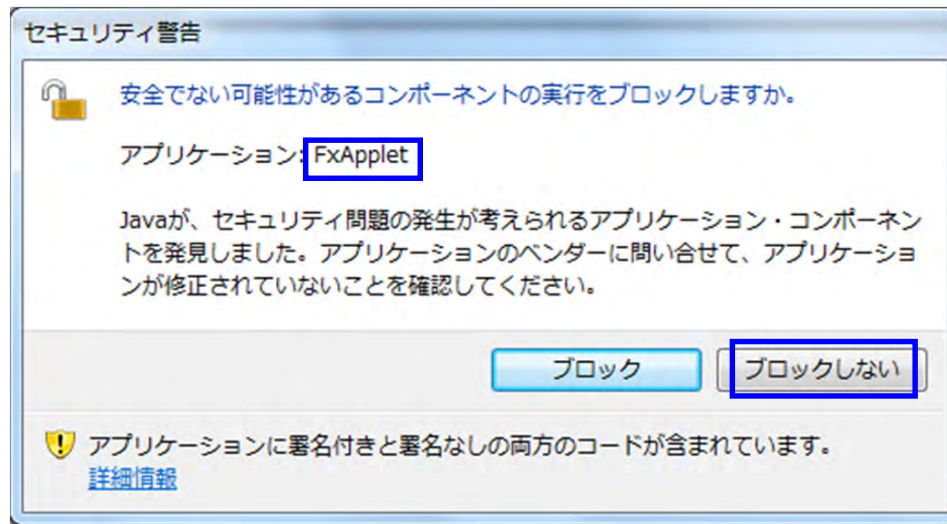 セキュリティ警告
安全でない可能性があるコンポーネントの実行をブロックしますか。
アプリケーション: FxApplet
Javaが、セキュリティ問題の発生が考えられるアプリケーション・コンポーネン
トを発見しました。アプリケーションのベンダーに問い合せて、アプリケーショ
ンが修正されていないことを確認してください。
ブロック ブロックしない
アプリケーションに署名付きと署名なしの両方のコードが含まれています。
詳細情報